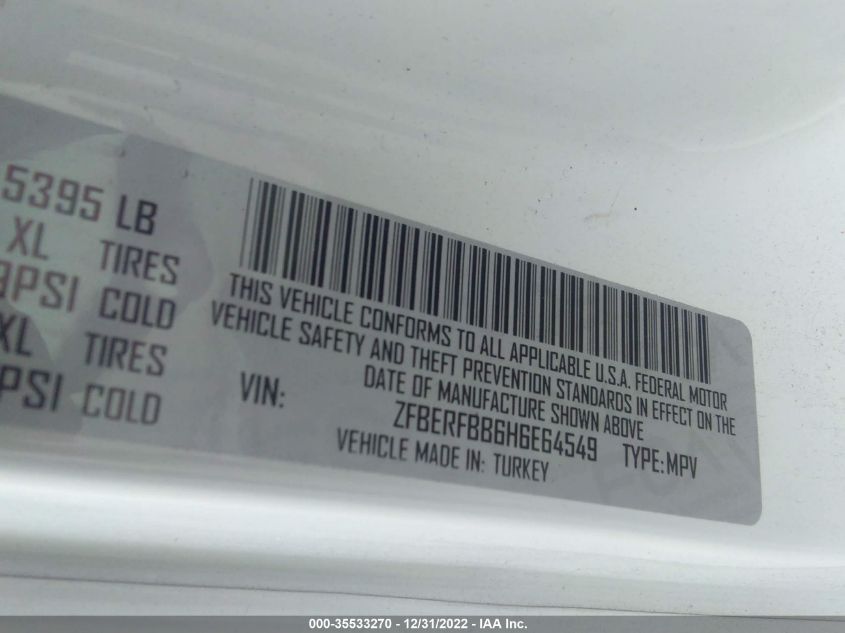 5395 LB
XL TIRES
PSI COLD
XL TIRES
PSI COLD
THIS VEHICLE CONFORMS TO ALL APPLICABLE U.S.A. FEDERAL MOTOR
VEHICLE SAFETY AND THEFT PREVENTION STANDARDS IN EFFECT ON THE
DATE OF MANUFACTURE SHOWN ABOVE
VIN: ZFBERFBB6H6E64549 TYPE:MPV
VEHICLE MADE IN: TURKEY
000-35533270 - 12/31/2022 - IAA Inc.